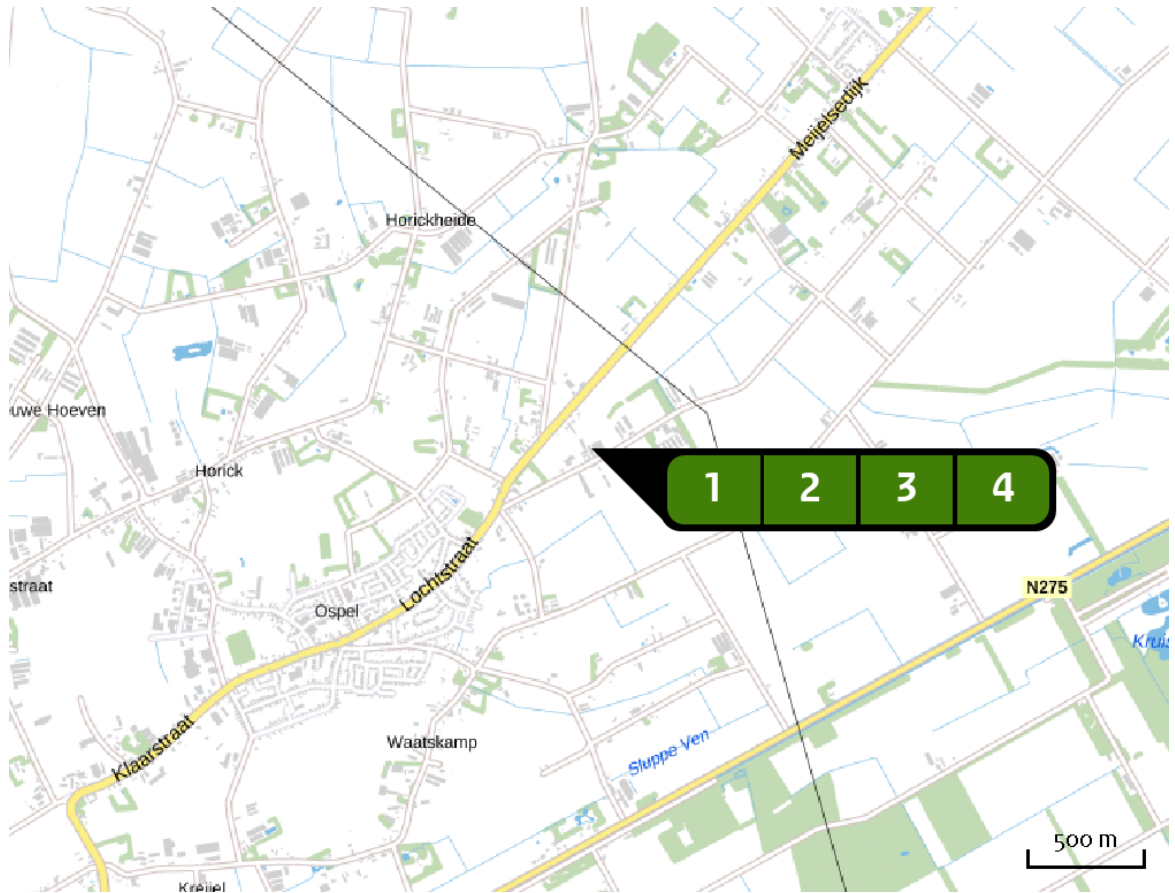 Meijelsedijk
Horickheide
euwe Hoeven
Horick
1 2 3 4
straat
Ospel
Lochtstraat
N275
Kruis
Waatskamp
Sluppe Ven
Klaarstraat
500 m
Kreijel